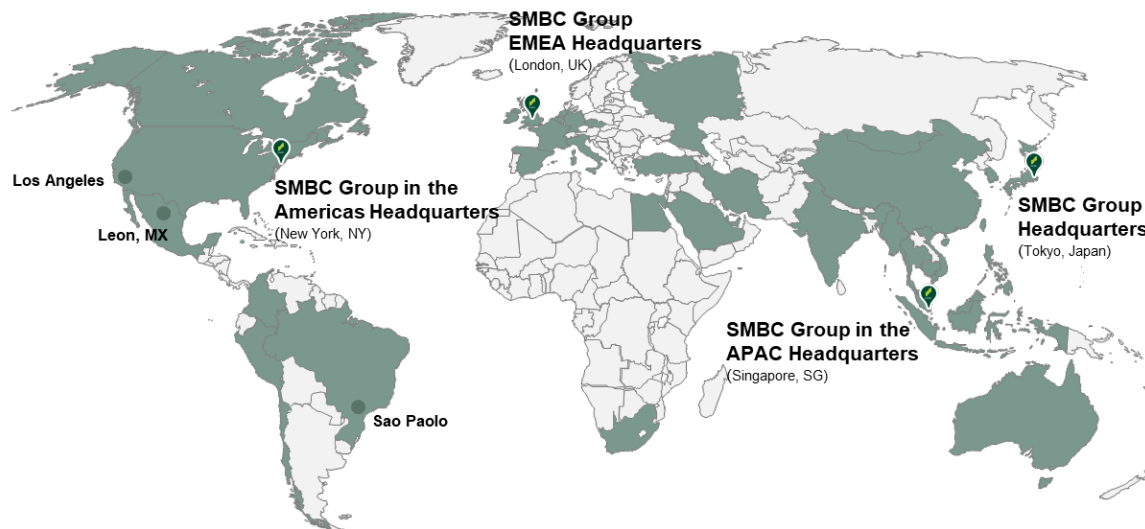 SMBC Group
EMEA Headquarters
(London, UK)
Los Angeles
SMBC Group in the
Americas Headquarters
(New York, NY)
Leon, MX
SMBC Group
Headquarters
(Tokyo, Japan)
SMBC Group in the
APAC Headquarters
(Singapore, SG)
Sao Paolo